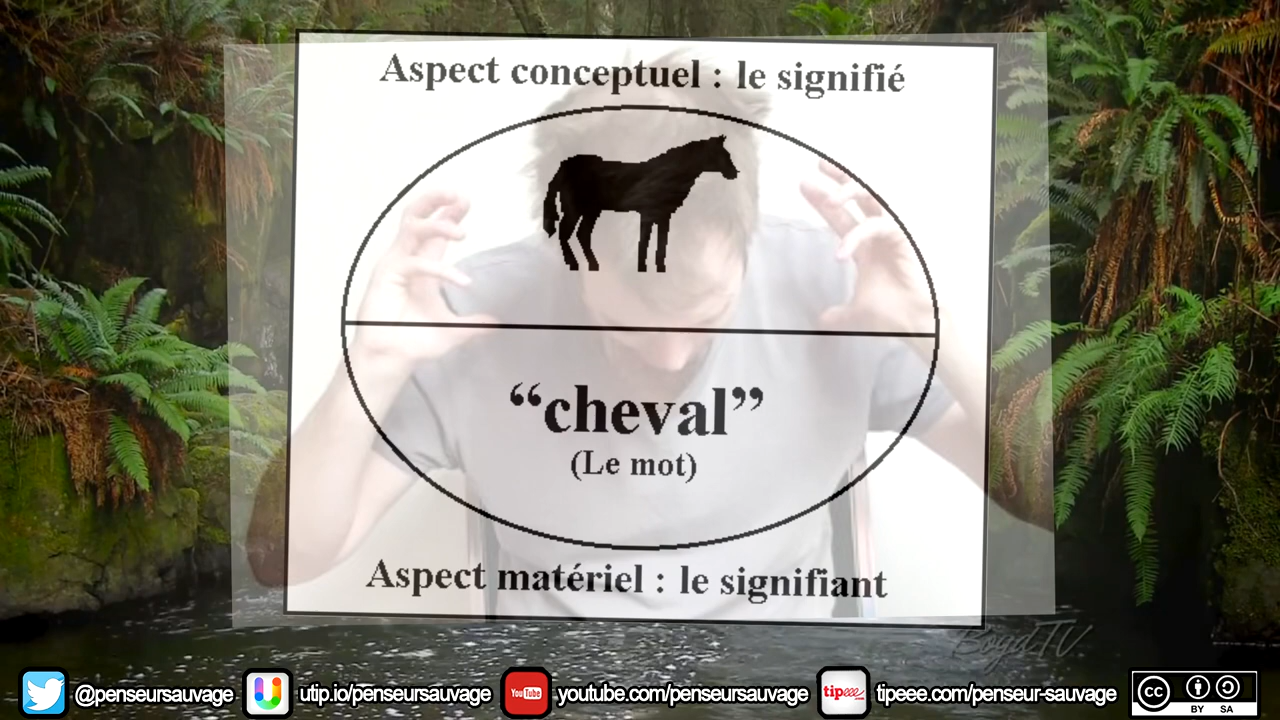 Aspect conceptuel : le signifié
“cheval”
(Le mot)
Aspect matériel : le signifiant
BogdTV
@penseursauvage
utip.io/penseursauvage
YouTube
youtube.com/penseursauvage
tipeee
tipeee.com/penseur-sauvage
cc
BY SA